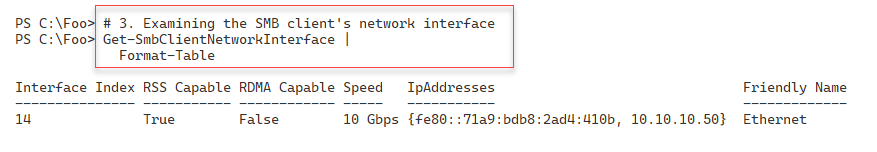 PS C:\Foo> # 3. Examining the SMB client's network interface
PS C:\Foo> Get-SmbClientNetworkInterface |
Format-Table
Interface Index RSS Capable RDMA Capable Speed IpAddresses Friendly Name
--------------- ----------- ------------ ----- ----------- -------------
14 True False 10 Gbps {fe80::71a9:bdb8:2ad4:410b, 10.10.10.50} Ethernet